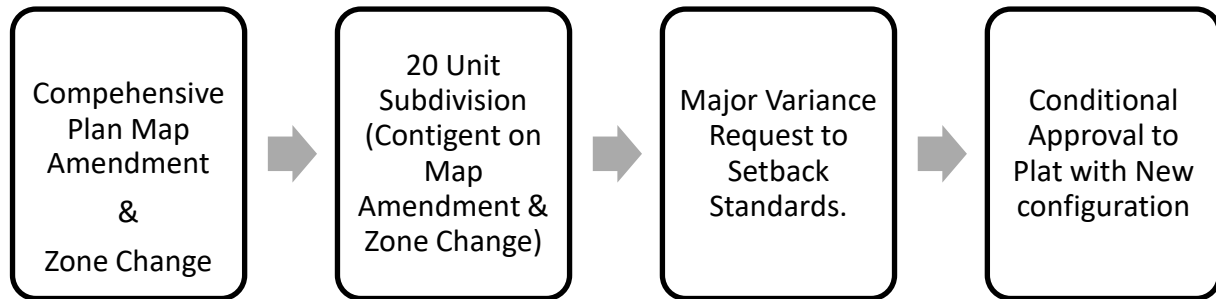 Compehensive
Plan Map
Amendment
&
Zone Change
20 Unit
Subdivision
(Contigent on
Map
Amendment &
Zone Change)
Major Variance
Request to
Setback
Standards.
Conditional
Approval to
Plat with New
configuration